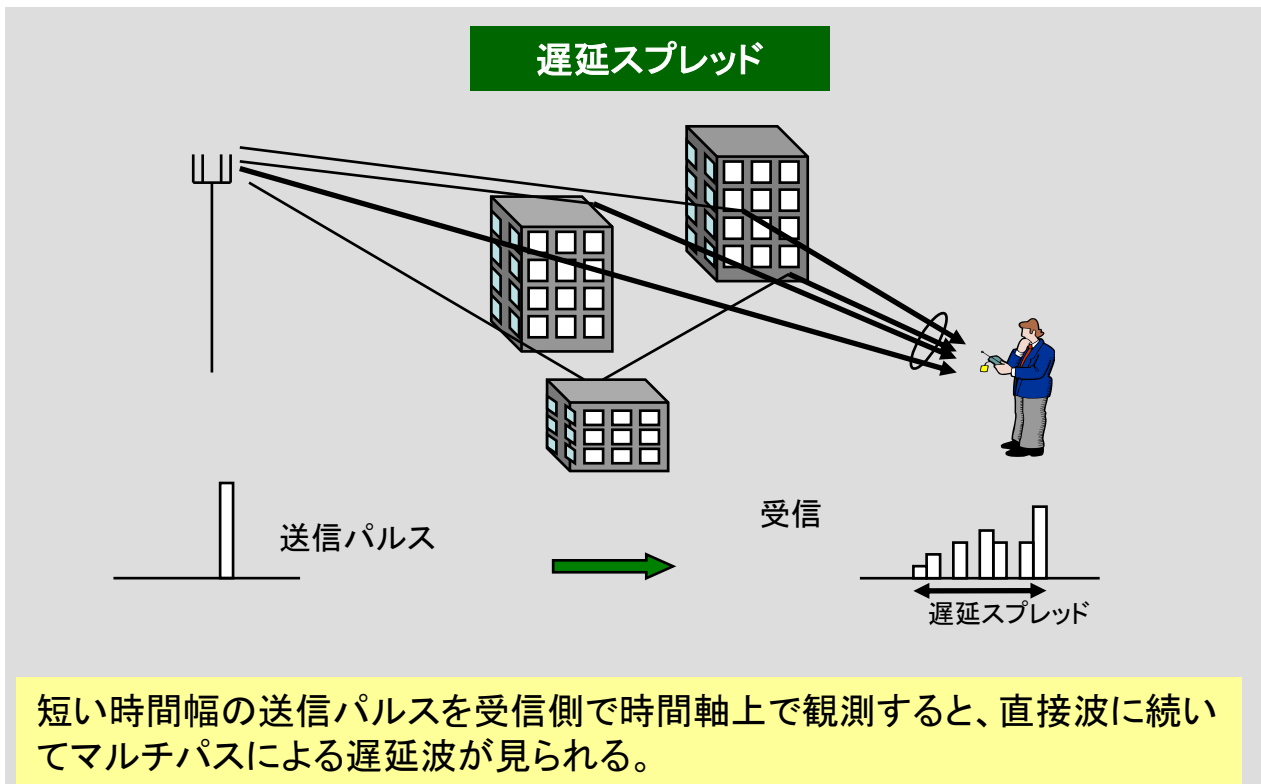 遅延スプレッド
送信パルス
受信
遅延スプレッド
短い時間幅の送信パルスを受信側で時間軸上で観測すると、直接波に続い
てマルチパスによる遅延波が見られる。